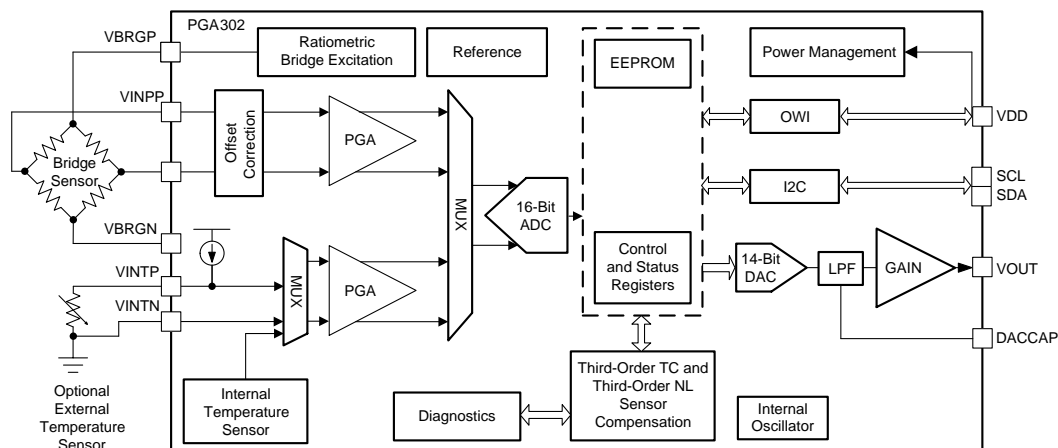 PGA302
VBRGP
Ratiometric
Bridge Excitation
Reference
EEPROM
Power Management
VINPP
Offset
Correction
PGA
MUX
OWI
VDD
Bridge
Sensor
16-Bit
ADC
I2C
SCL
SDA
VBRGN
VINTP
VINTN
MUX
PGA
Control
and Status
Registers
14-Bit
DAC
LPF
GAIN
VOUT
DACCAP
Optional
External
Temperature
Sensor
Internal
Temperature
Sensor
Diagnostics
Third-Order TC and
Third-Order NL
Sensor
Compensation
Internal
Oscillator